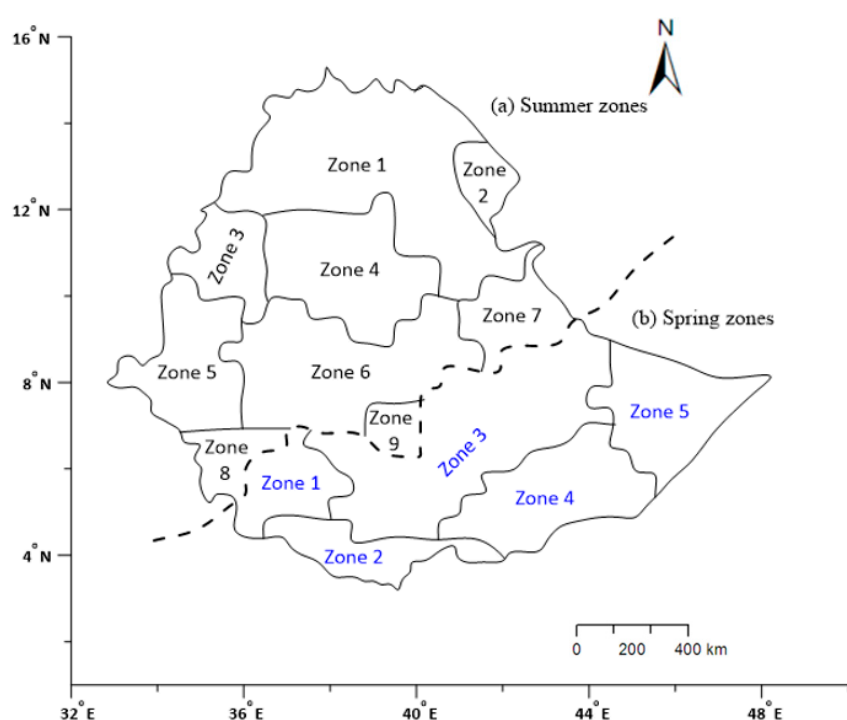 16° N
N
(a) Summer zones
Zone 1
Zone
2
12° N
Zone 3
Zone 4
Zone 7
(b) Spring zones
8° N
Zone 5
Zone 6
Zone 5
Zone
9
Zone 3
Zone
8
Zone 1
Zone 4
4° N
Zone 2
0 200 400 km
32° E 36° E 40° E 44° E 48° E